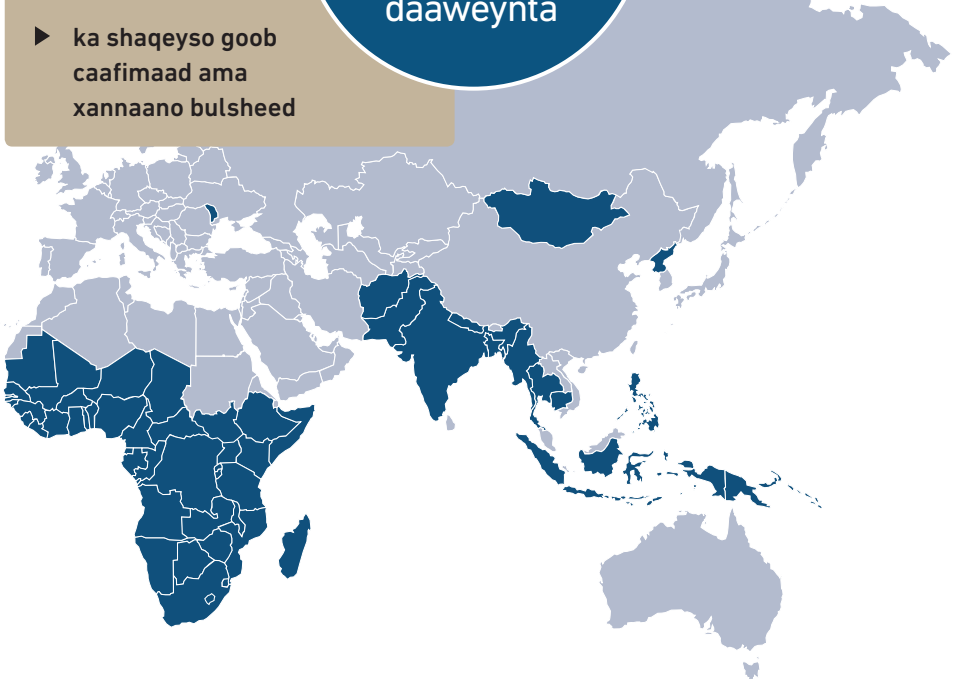 daaweynta
▶ ka shaqeyso goob
caafimaad ama
xannaano bulsheed